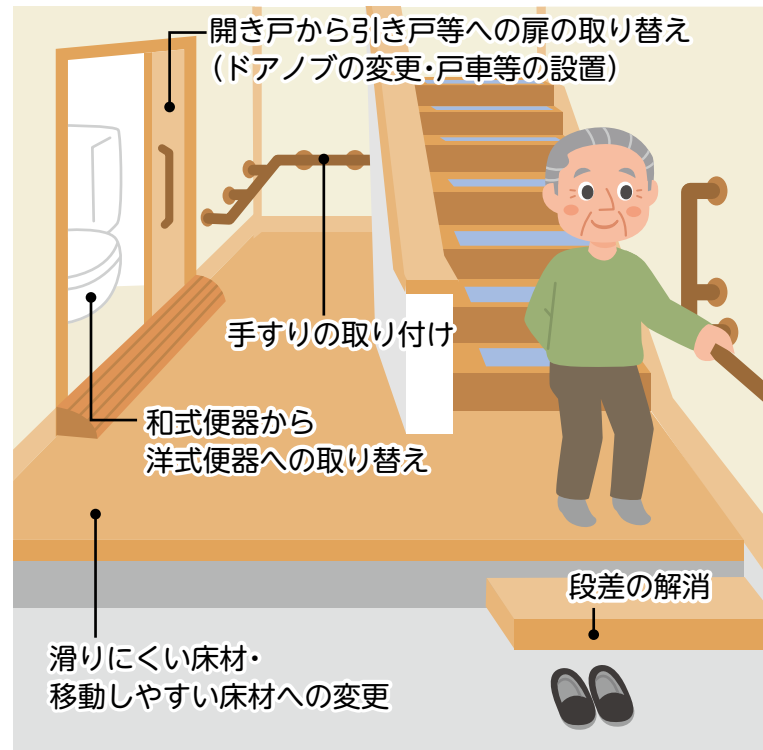 開き戸から引き戸等への扉の取り替え
（ドアノブの変更・戸車等の設置）
手すりの取り付け
和式便器から
洋式便器への取り替え
段差の解消
滑りにくい床材・
移動しやすい床材への変更